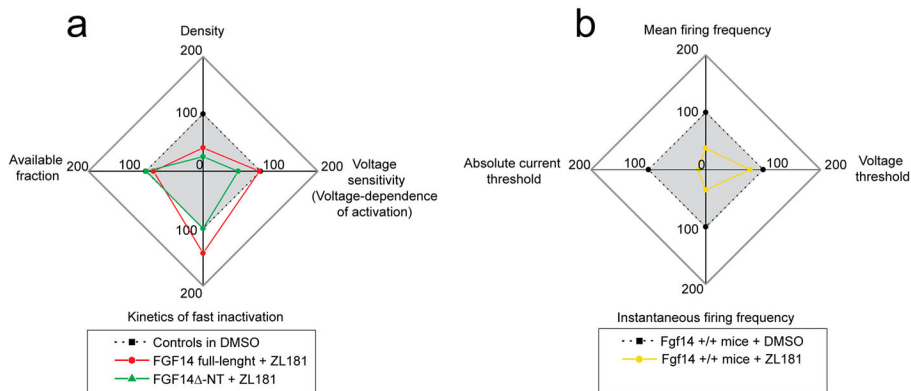 a
Density
200
100
Available
fraction
200
100
0
100
200
Voltage
sensitivity
(Voltage-dependence
of activation)
100
200
Kinetics of fast inactivation
Controls in DMSO
FGF14 full-lenght + ZL181
FGF14Δ-NT + ZL181
b
Mean firing frequency
200
100
Absolute current
threshold
200
100
0
100
200
Voltage
threshold
100
200
Instantaneous firing frequency
Fgf14 +/+ mice + DMSO
Fgf14 +/+ mice + ZL181